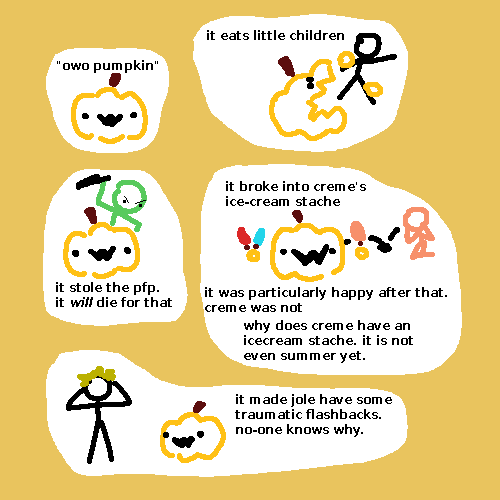 "owo pumpkin"
it eats little children
it stole the pfp.
it will die for that
it broke into creme's
ice-cream stache
it was particularly happy after that.
creme was not
why does creme have an
icecream stache. it is not
even summer yet.
it made jole have some
traumatic flashbacks.
no-one knows why.